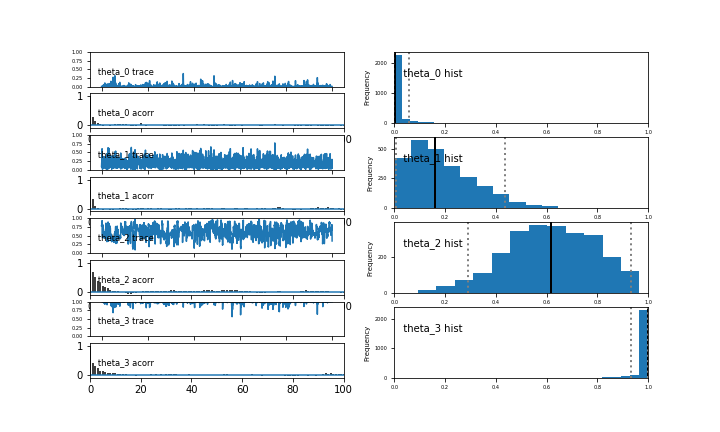 1.00
0.75
0.50
0.25
0.00
theta_0 trace
1
0
theta_0 acorr
0
1.00
0.75
0.50
0.25
0.00
theta_1 trace
1
0
theta_1 acorr
0
1.00
0.75
0.50
0.25
0.00
theta_2 trace
1
0
theta_2 acorr
0
1.00
0.75
0.50
0.25
0.00
theta_3 trace
1
0
theta_3 acorr
0 20 40 60 80 100
Frequency
2000
1000
0
theta_0 hist
0.0 0.2 0.4 0.6 0.8 1.0
Frequency
500
250
0
theta_1 hist
0.0 0.2 0.4 0.6 0.8 1.0
Frequency
200
0
theta_2 hist
0.0 0.2 0.4 0.6 0.8 1.0
Frequency
2000
1000
0
theta_3 hist
0.0 0.2 0.4 0.6 0.8 1.0